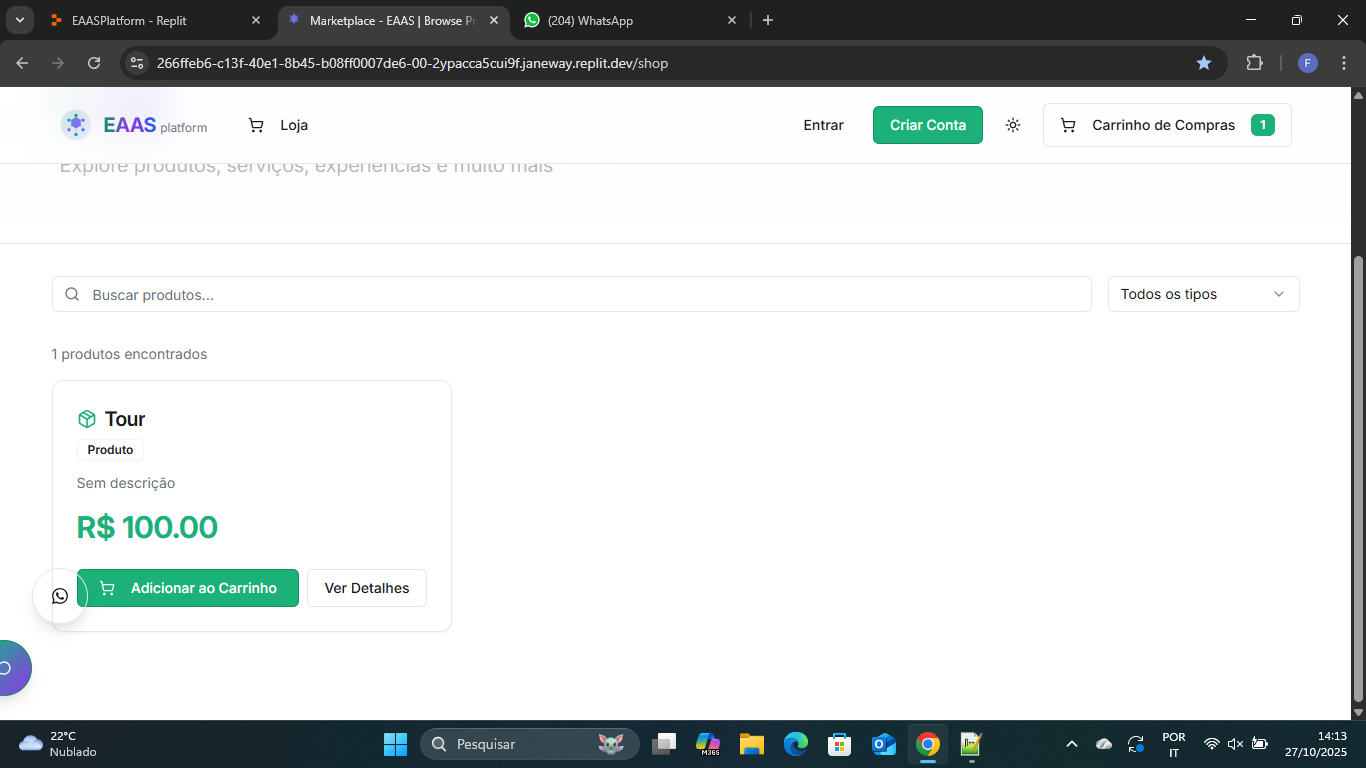 EAASPlatform - Replit
Marketplace - EAAS | Browse Pr
(204) WhatsApp
266ffeb6-c13f-40e1-8b45-b08ff0007de6-00-2ypacca5cui9f.janeway.replit.dev/shop
F
EAAS platform
Loja
Entrar
Criar Conta
Carrinho de Compras 1
Explore produtos, serviços, experiências e muito mais
Buscar produtos...
Todos os tipos
1 produtos encontrados
Tour
Produto
Sem descrição
R$ 100.00
Adicionar ao Carrinho
Ver Detalhes
22°C
Nublado
Pesquisar
M365
POR
IT
14:13
27/10/2025